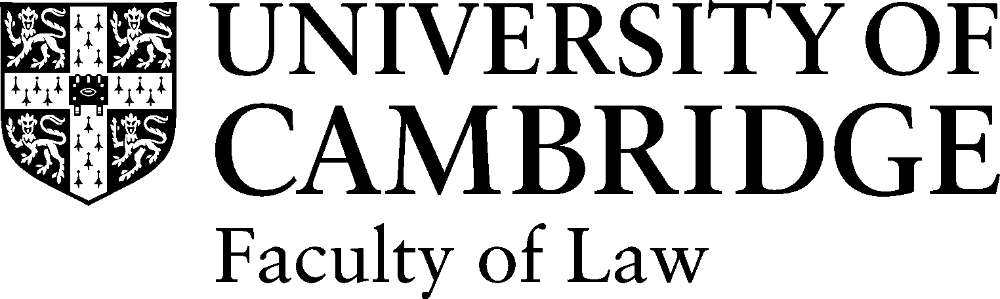 UNIVERSITY OF
CAMBRIDGE
Faculty of Law